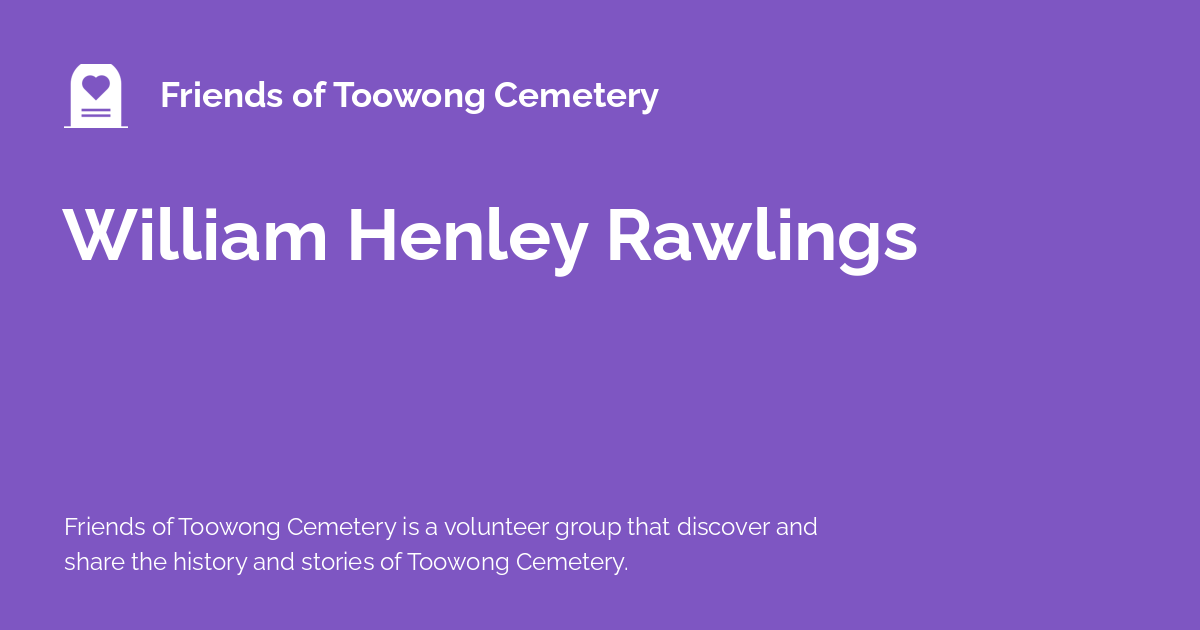 Friends of Toowong Cemetery
William Henley Rawlings
Friends of Toowong Cemetery is a volunteer group that discover and
share the history and stories of Toowong Cemetery.